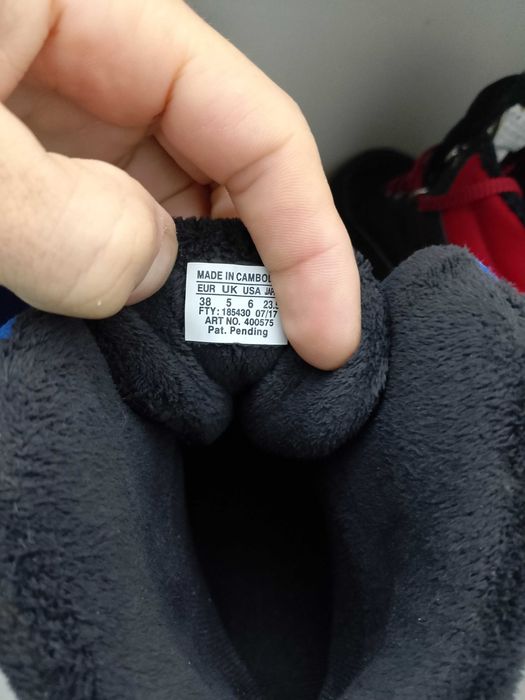 MADE IN CAMBO
EUR UK USA JAP
38 5 6 23.5
FTY: 185430 07/17
ART NO. 400575
Pat. Pending